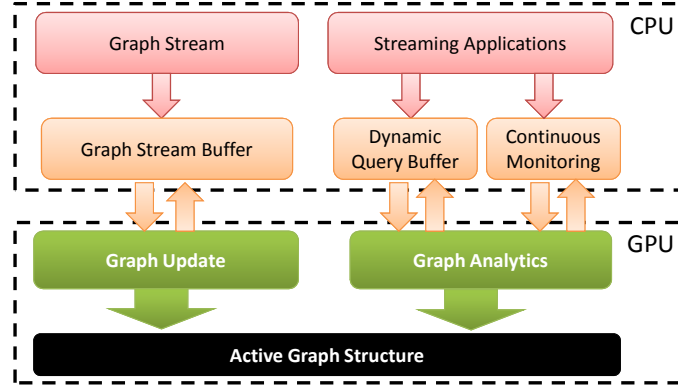 CPU
Graph Stream
Streaming Applications
Graph Stream Buffer
Dynamic
Query Buffer
Continuous
Monitoring
GPU
Graph Update
Graph Analytics
Active Graph Structure